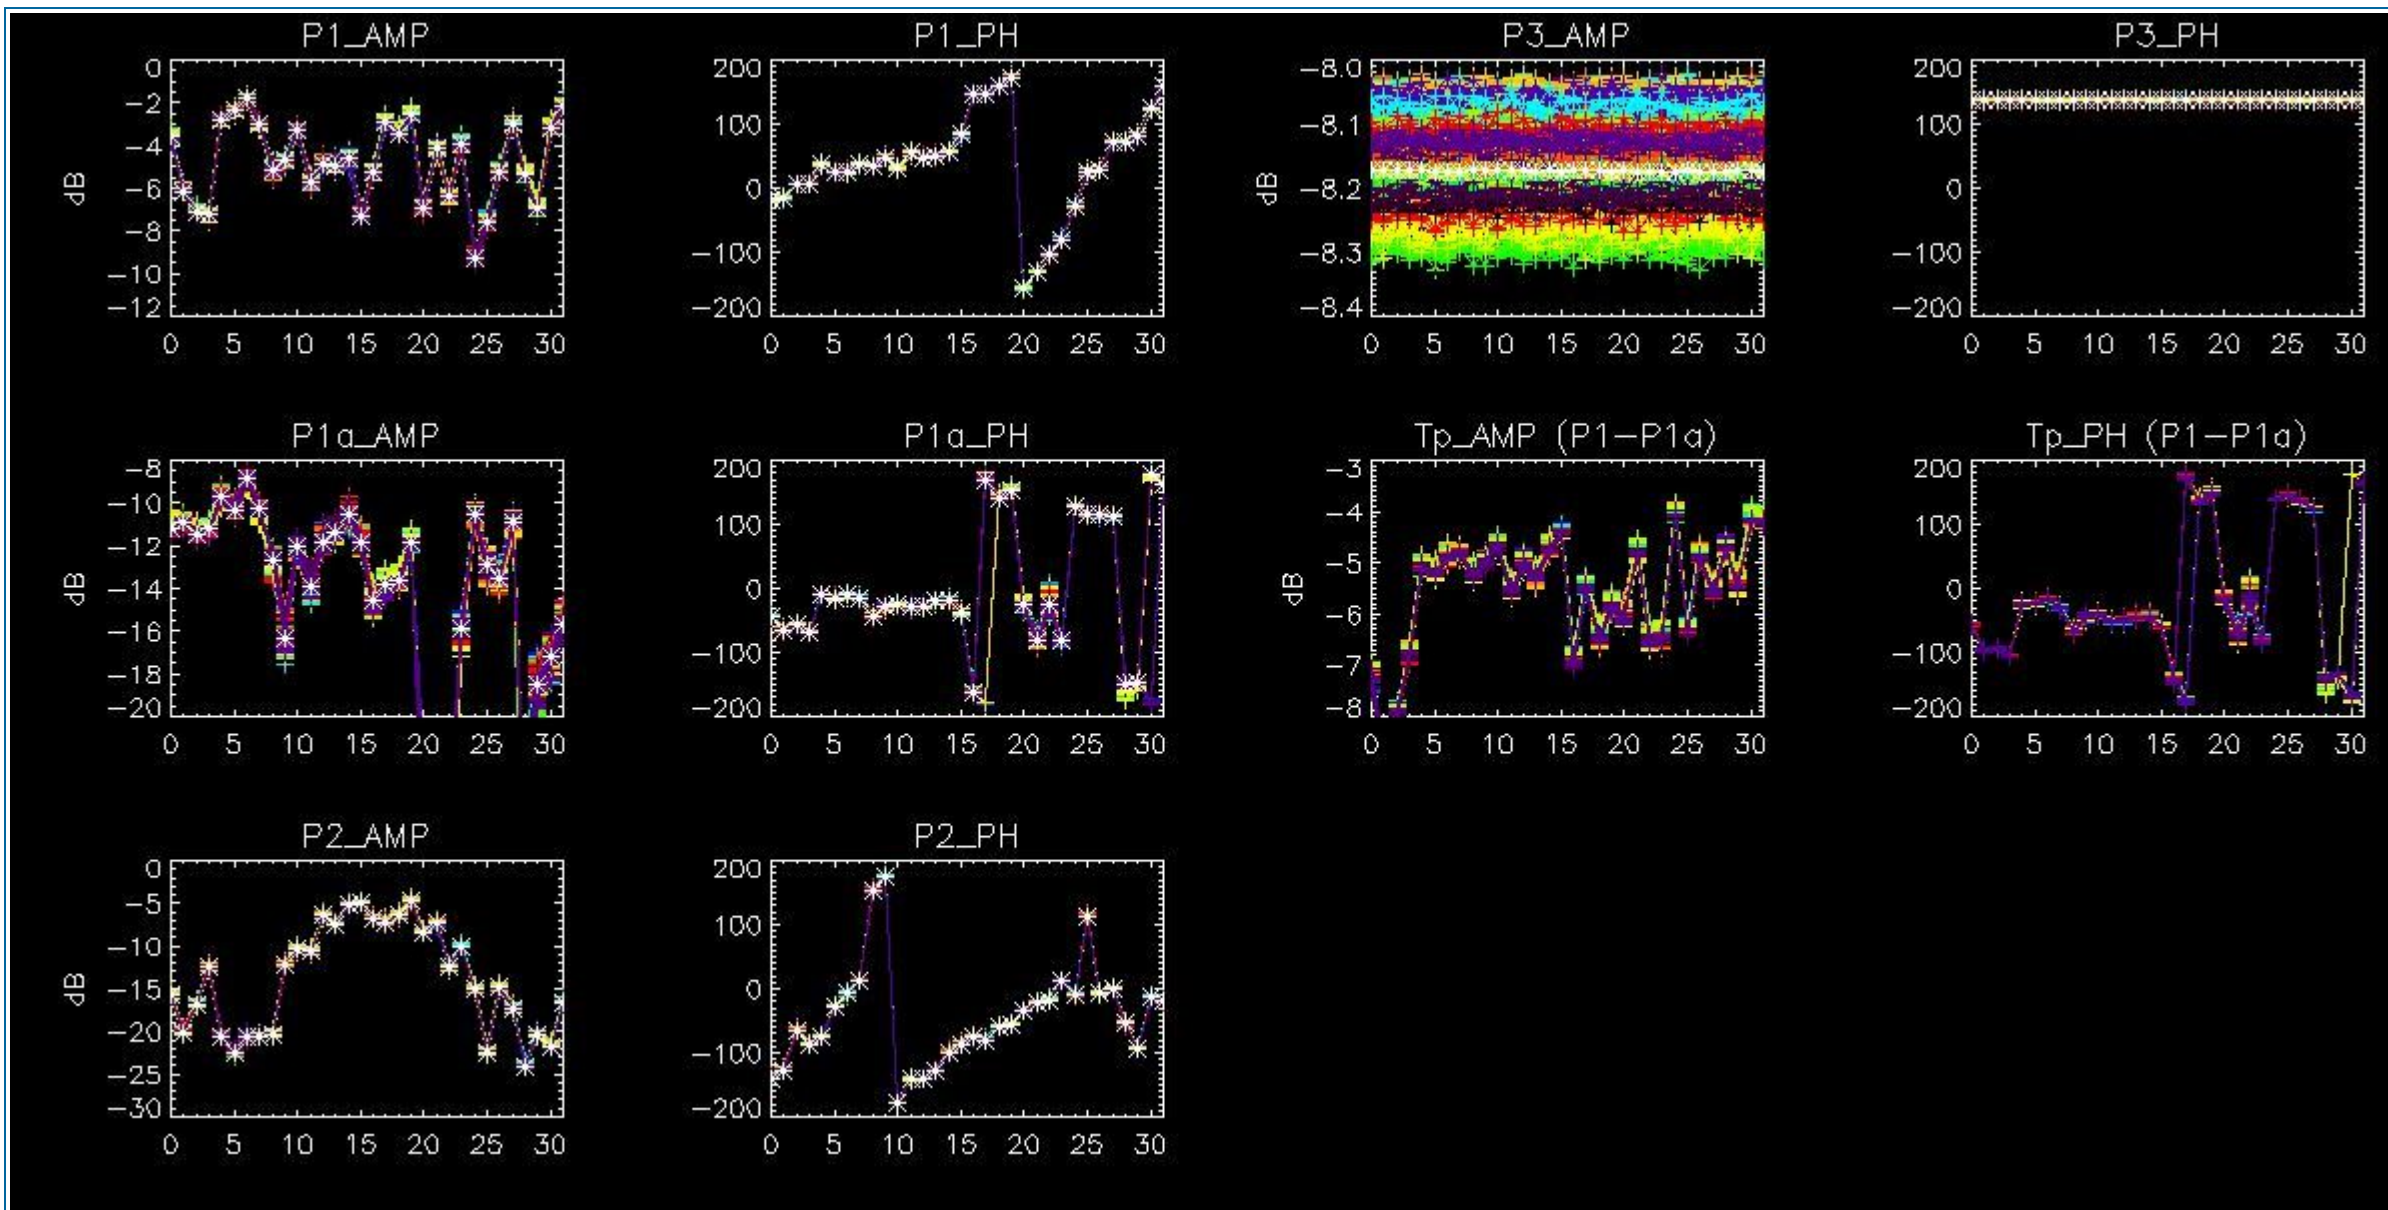 P1_AMP P1_PH P3_AMP P3_PH
0 200 −8.0 200
−2
−4 100 −8.1 100
dB −6 0 dB −8.2 0
−8
−10 −100 −8.3 −100
−12 −200 −8.4 −200
0 5 10 15 20 25 30 0 5 10 15 20 25 30 0 5 10 15 20 25 30 0 5 10 15 20 25 30
P1a_AMP P1a_PH Tp_AMP (P1−P1a) Tp_PH (P1−P1a)
−8 200 −3 200
−10 100 −4 100
−12
dB −14 0 dB −5 0
−16 −100 −6 −100
−18 −7
−20 −200 −8 −200
0 5 10 15 20 25 30 0 5 10 15 20 25 30 0 5 10 15 20 25 30 0 5 10 15 20 25 30
P2_AMP P2_PH
0 200
−5 100
−10
dB −15 0
−20 −100
−25
−30 −200
0 5 10 15 20 25 30 0 5 10 15 20 25 30